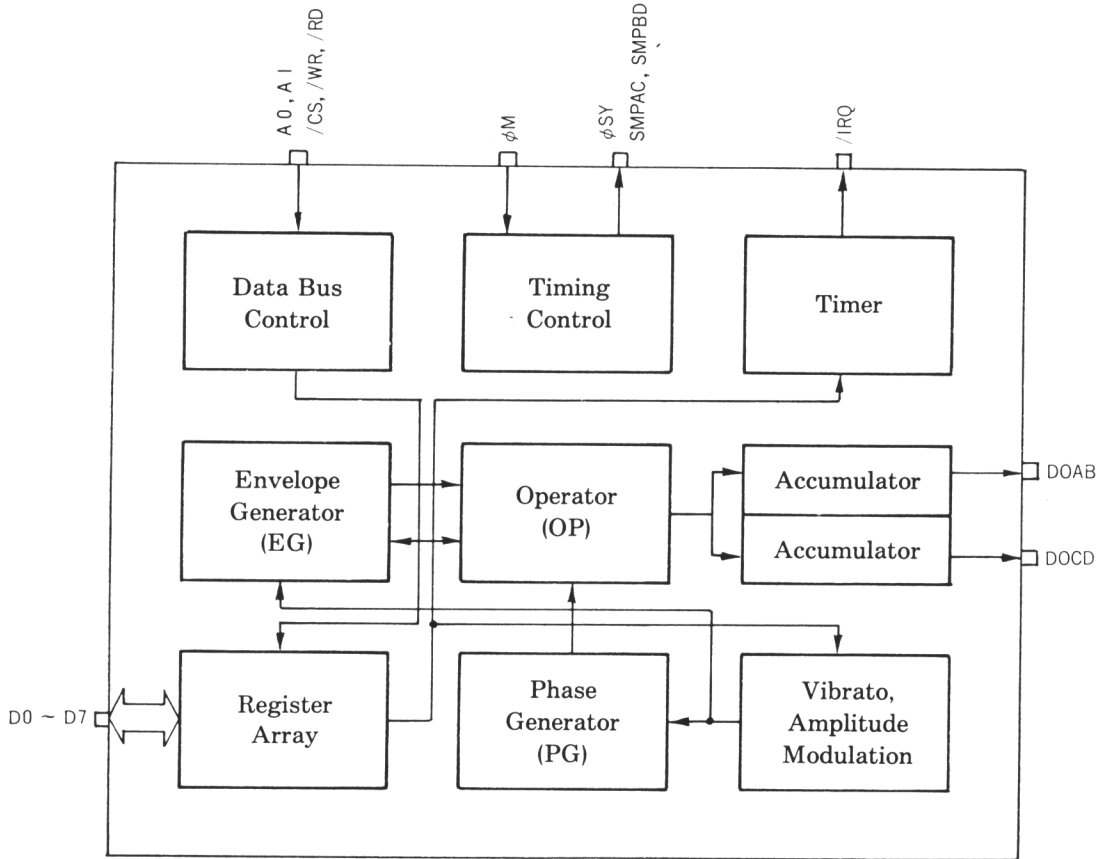 A0, A1
/CS, /WR, /RD
φM
φSY
SMPAC, SMPBD
/IRQ
Data Bus
Control
Timing
Control
Timer
Envelope
Generator
(EG)
Operator
(OP)
Accumulator
DOAB
Accumulator
DOCD
D0 ~ D7
Register
Array
Phase
Generator
(PG)
Vibrato,
Amplitude
Modulation